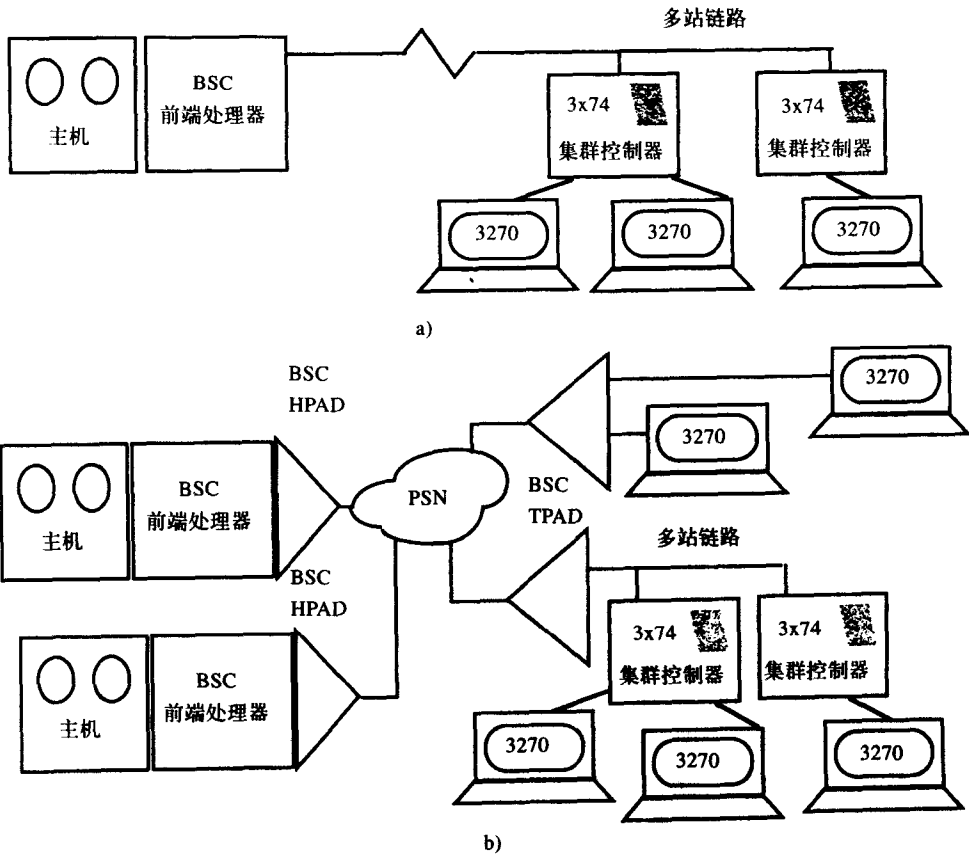 多站链路
BSC
前端处理器
主机
3x74
集群控制器
3x74
集群控制器
3270
3270
3270
a)
BSC
HPAD
3270
3270
BSC
前端处理器
主机
PSN
BSC
TPAD
多站链路
BSC
HPAD
3x74
集群控制器
3x74
集群控制器
BSC
前端处理器
主机
3270
3270
3270
b)